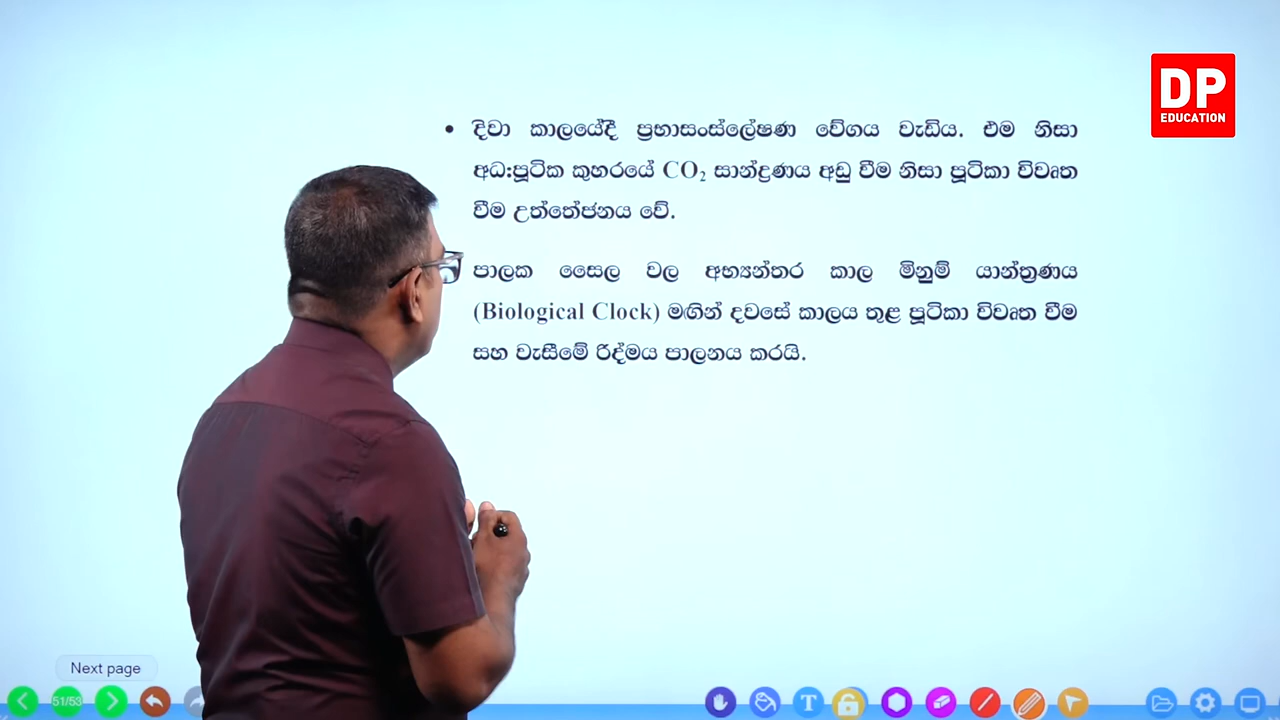 DP
EDUCATION
• දිවා කාලයේදී ප්‍රභාසංස්ලේෂණ වේගය වැඩිය. එම නිසා
අධ:පූටික කුහරයේ CO₂ සාන්ද්‍රණය අඩු වීම නිසා පූටිකා විවෘත
වීම උත්තේජනය වේ.
පාලක සෛල වල අභ්‍යන්තර කාල මිනුම් යාන්ත්‍රණය
(Biological Clock) මඟින් දවසේ කාලය තුළ පූටිකා විවෘත වීම
සහ වැසීමේ රිද්මය පාලනය කරයි.
Next page
51/53
T